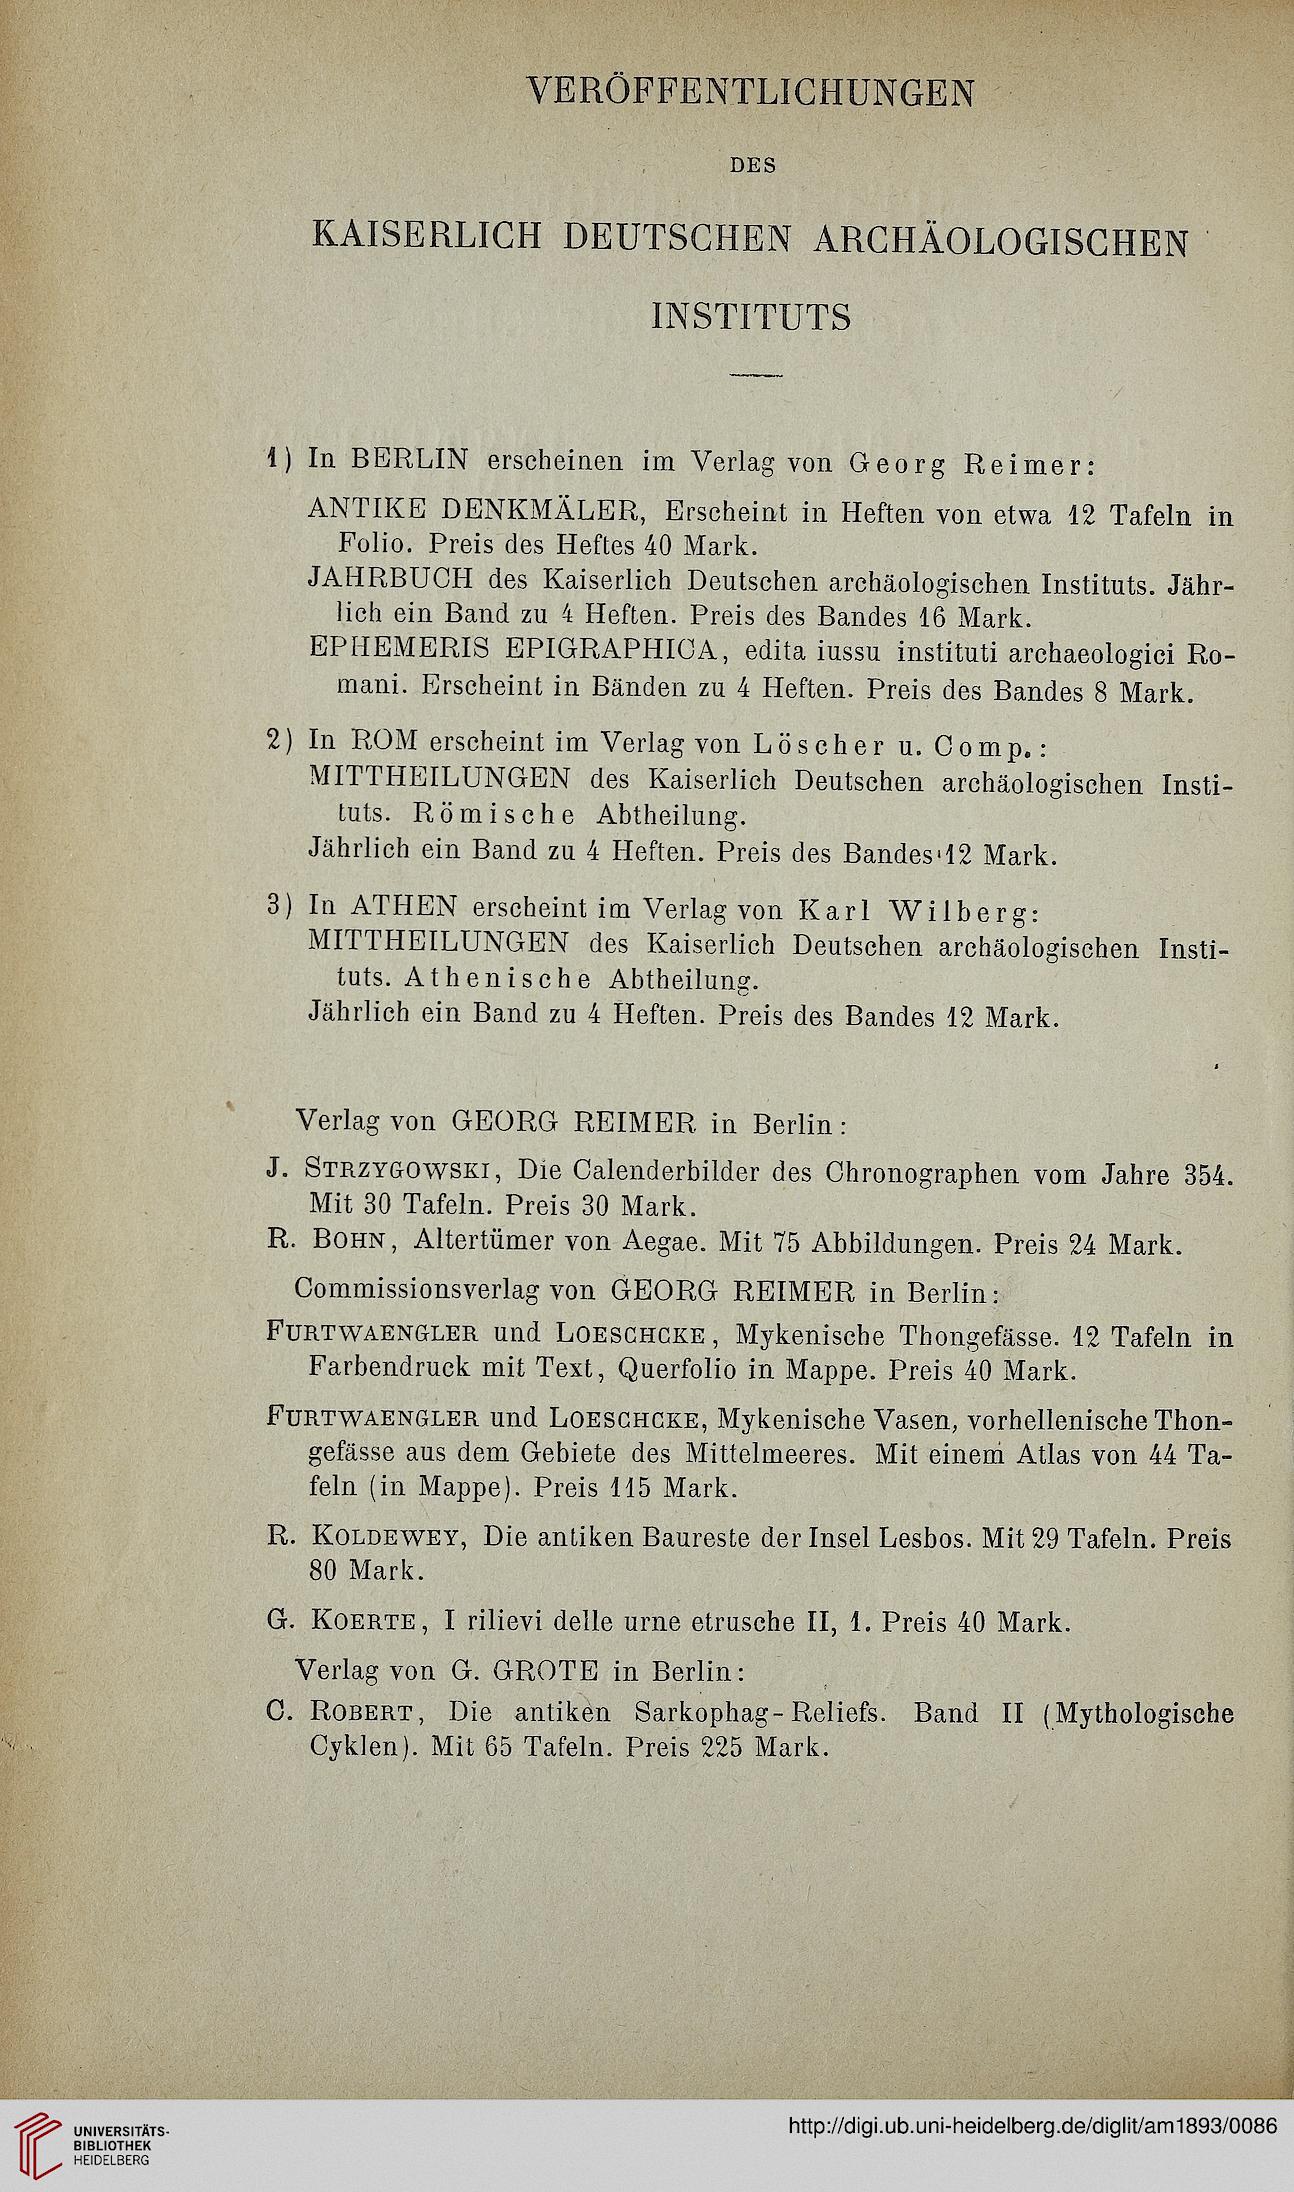 VERÖFFENTLICHUNGEN
DES
KAISERLICH DEUTSCHEN ARCHÄOLOGISCHEN
INSTITUTS
1) In BERLIN erscheinen im Verlag von Georg Reimer:
ANTIKE DENKMÄLER, Erscheint in Heften von etwa 12 Tafeln in
Folio. Preis des Heftes 40 Mark.
JAHRBUCH des Kaiserlich Deutschen archäologischen Instituts. Jähr-
lich ein Band zu 4 Heften. Preis des Bandes 16 Mark.
EPHEMERIS EPIGRAPHICA, edita iussu instituti archaeologici Ro-
mani. Erscheint in Bänden zu 4 Heften. Preis des Bandes 8 Mark.
2) In ROM erscheint im Verlag von Löscher u. Comp.:
MITTHEILUNGEN des Kaiserlich Deutschen archäologischen Insti-
tuts. Römische Abtheilung.
Jährlich ein Band zu 4 Heften. Preis des Bandes 12 Mark.
3) In ATHEN erscheint im Verlag von Karl Wilberg:
MITTHEILUNGEN des Kaiserlich Deutschen archäologischen Insti-
tuts. Athenische Abtheilung.
Jährlich ein Band zu 4 Heften. Preis des Bandes 12 Mark.
Verlag von GEORG REIMER in Berlin:
J. STRZYGOWSKI, Die Calenderbilder des Chronographen vom Jahre 354.
Mit 30 Tafeln. Preis 30 Mark.
R. BOHN, Altertümer von Aegae. Mit 75 Abbildungen. Preis 24 Mark.
Commissionsverlag von GEORG REIMER in Berlin:
FURTWAENGLER und LOESCHCKE, Mykenische Thongefässe. 12 Tafeln in
Farbendruck mit Text, Querfolio in Mappe. Preis 40 Mark.
FURTWAENGLER und LOESCHCKE, Mykenische Vasen, vorhellenische Thon-
gefässe aus dem Gebiete des Mittelmeeres. Mit einem Atlas von 44 Ta-
feln (in Mappe). Preis 115 Mark.
R. KOLDEWEY, Die antiken Baureste der Insel Lesbos. Mit 29 Tafeln. Preis
80 Mark.
G. KOERTE, I rilievi delle urne etrusche II, 1. Preis 40 Mark.
Verlag von G. GROTE in Berlin:
C. ROBERT, Die antiken Sarkophag-Reliefs. Band II (Mythologische
Cyklen). Mit 65 Tafeln. Preis 225 Mark.
UNIVERSITÄTS-
BIBLIOTHEK
HEIDELBERG
http://digi.ub.uni-heidelberg.de/diglit/am1893/0086